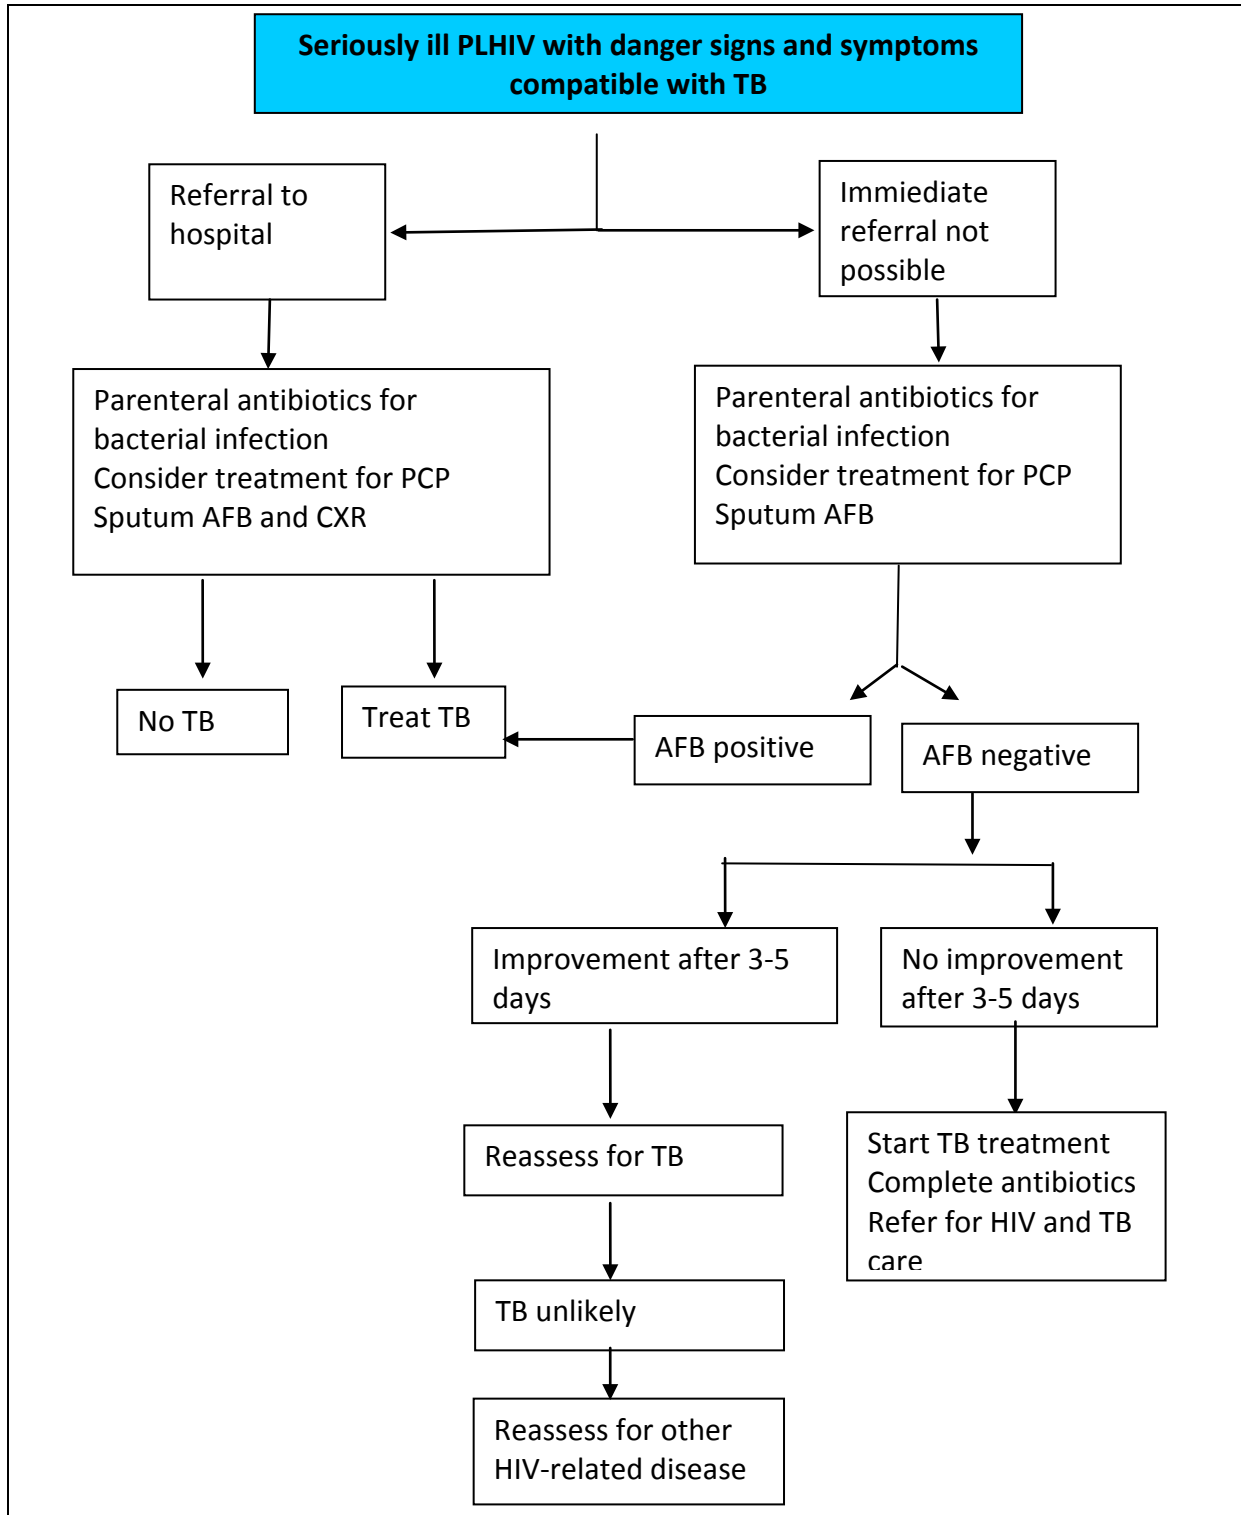 Seriously ill PLHIV with danger signs and symptoms
compatible with TB
Referral to
hospital
Immiediate
referral not
possible
Parenteral antibiotics for
bacterial infection
Consider treatment for PCP
Sputum AFB and CXR
Parenteral antibiotics for
bacterial infection
Consider treatment for PCP
Sputum AFB
No TB
Treat TB
AFB positive
AFB negative
Improvement after 3-5
days
No improvement
after 3-5 days
Reassess for TB
Start TB treatment
Complete antibiotics
Refer for HIV and TB
care
TB unlikely
Reassess for other
HIV-related disease